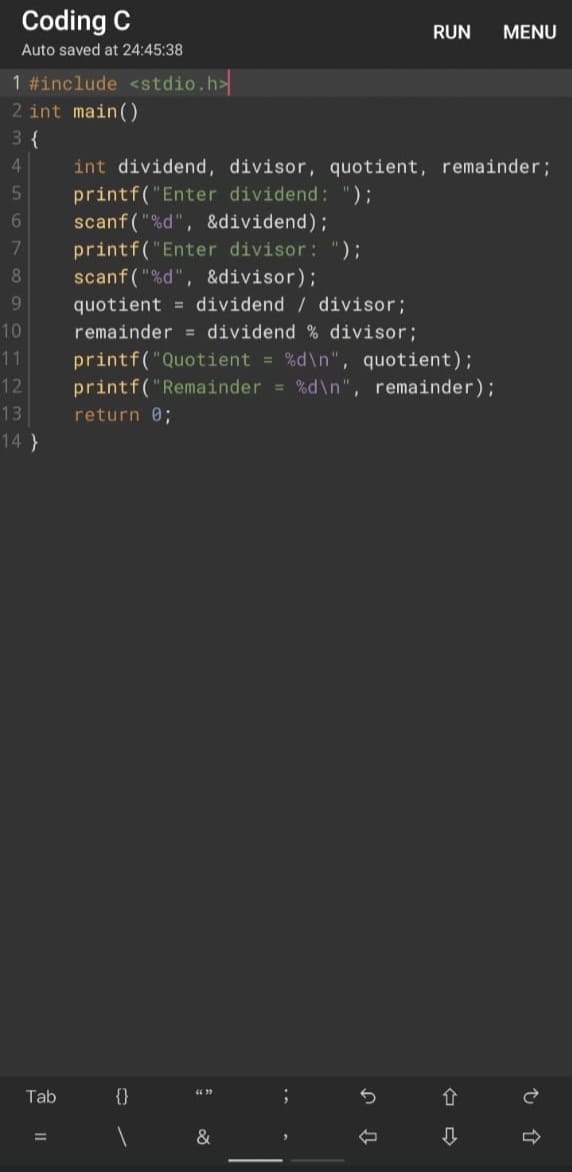 Coding C
RUN MENU
Auto saved at 24:45:38
1 #include <stdio.h>
2 int main()
3 {
4 int dividend, divisor, quotient, remainder;
5 printf("Enter dividend: ");
6 scanf("%d", &dividend);
7 printf("Enter divisor: ");
8 scanf("%d", &divisor);
9 quotient = dividend / divisor;
10 remainder = dividend % divisor;
11 printf("Quotient = %d\n", quotient);
12 printf("Remainder = %d\n", remainder);
13 return 0;
14 }
Tab {} “” ;
= \ & ,